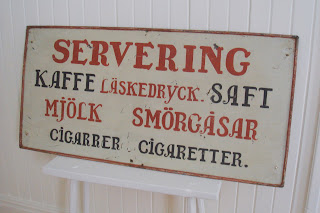 SERVERING
KAFFE LÄSKEDRYCK. SAFT
MJÖLK SMÖRGÅSAR
CIGARRER CIGARETTER.